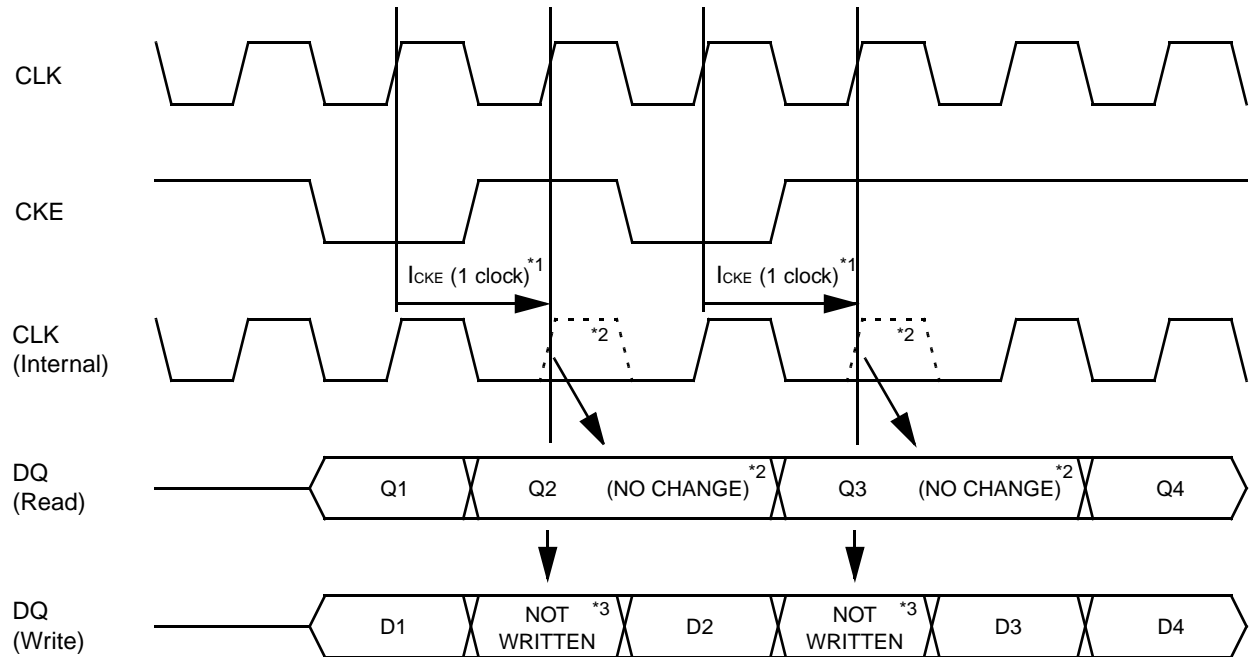 CLK
CKE
ICKE (1 clock)*1
ICKE (1 clock)*1
CLK
(Internal)
*2
*2
DQ
(Read)
Q1
Q2
(NO CHANGE)*2
Q3
(NO CHANGE)*2
Q4
DQ
(Write)
D1
NOT *3
WRITTEN
D2
NOT *3
WRITTEN
D3
D4